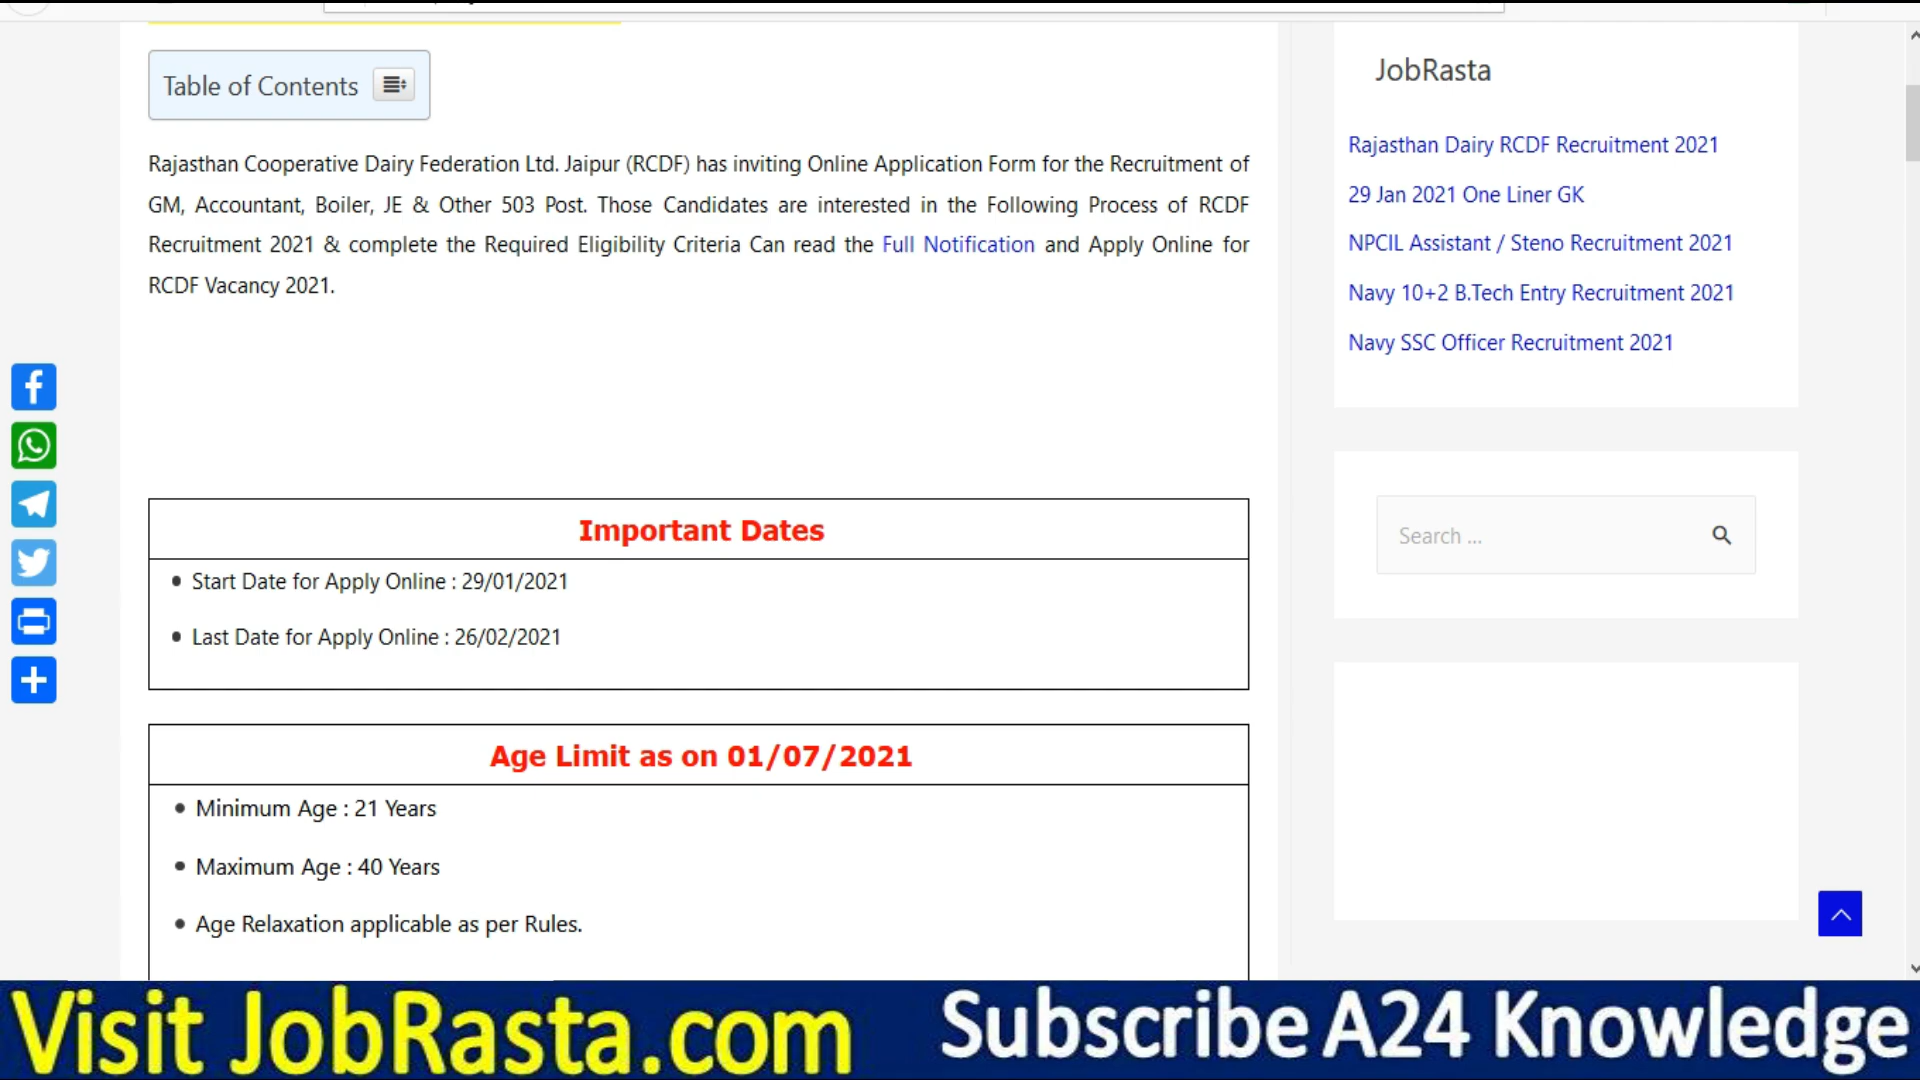 Table of Contents
Rajasthan Cooperative Dairy Federation Ltd. Jaipur (RCDF) has inviting Online Application Form for the Recruitment of
GM, Accountant, Boiler, JE & Other 503 Post. Those Candidates are interested in the Following Process of RCDF
Recruitment 2021 & complete the Required Eligibility Criteria Can read the Full Notification and Apply Online for
RCDF Vacancy 2021.
Important Dates
Start Date for Apply Online : 29/01/2021
Last Date for Apply Online : 26/02/2021
Age Limit as on 01/07/2021
Minimum Age : 21 Years
Maximum Age : 40 Years
Age Relaxation applicable as per Rules.
JobRasta
Rajasthan Dairy RCDF Recruitment 2021
29 Jan 2021 One Liner GK
NPCIL Assistant / Steno Recruitment 2021
Navy 10+2 B.Tech Entry Recruitment 2021
Navy SSC Officer Recruitment 2021
Search ...
Visit JobRasta.com
Subscribe A24 Knowledge